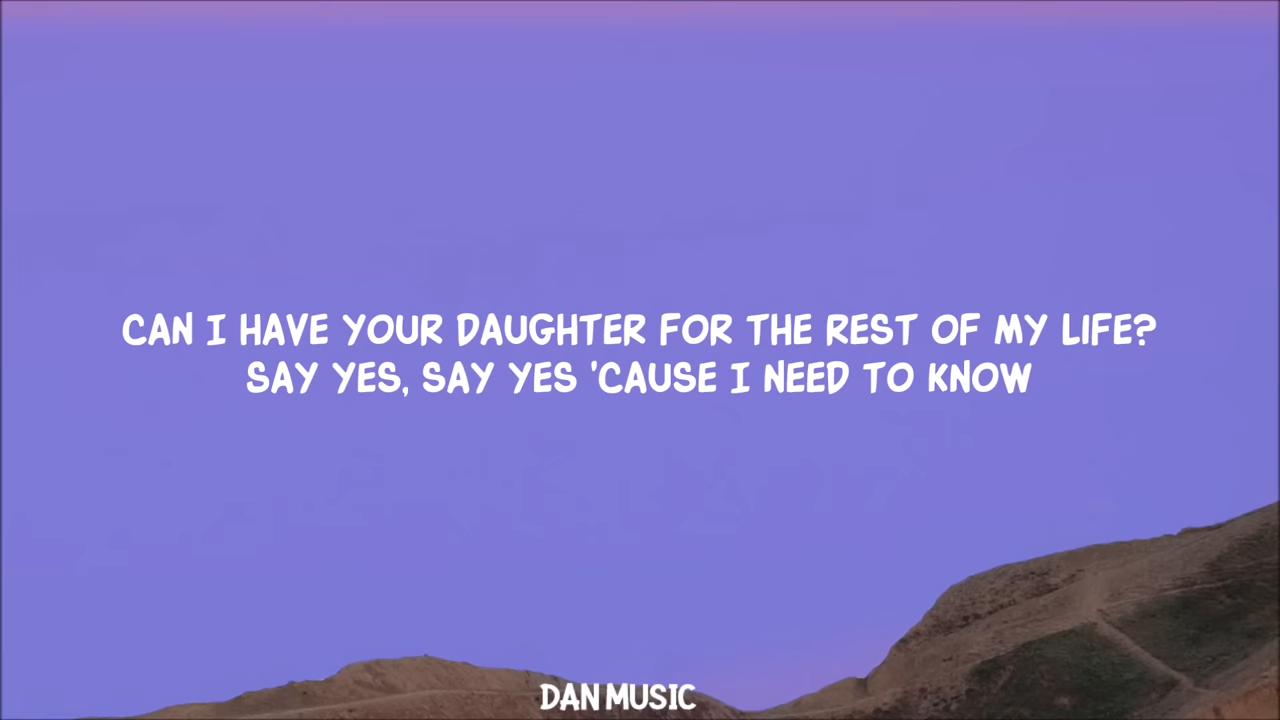 CAN I HAVE YOUR DAUGHTER FOR THE REST OF MY LIFE?
SAY YES, SAY YES 'CAUSE I NEED TO KNOW
DAN MUSIC